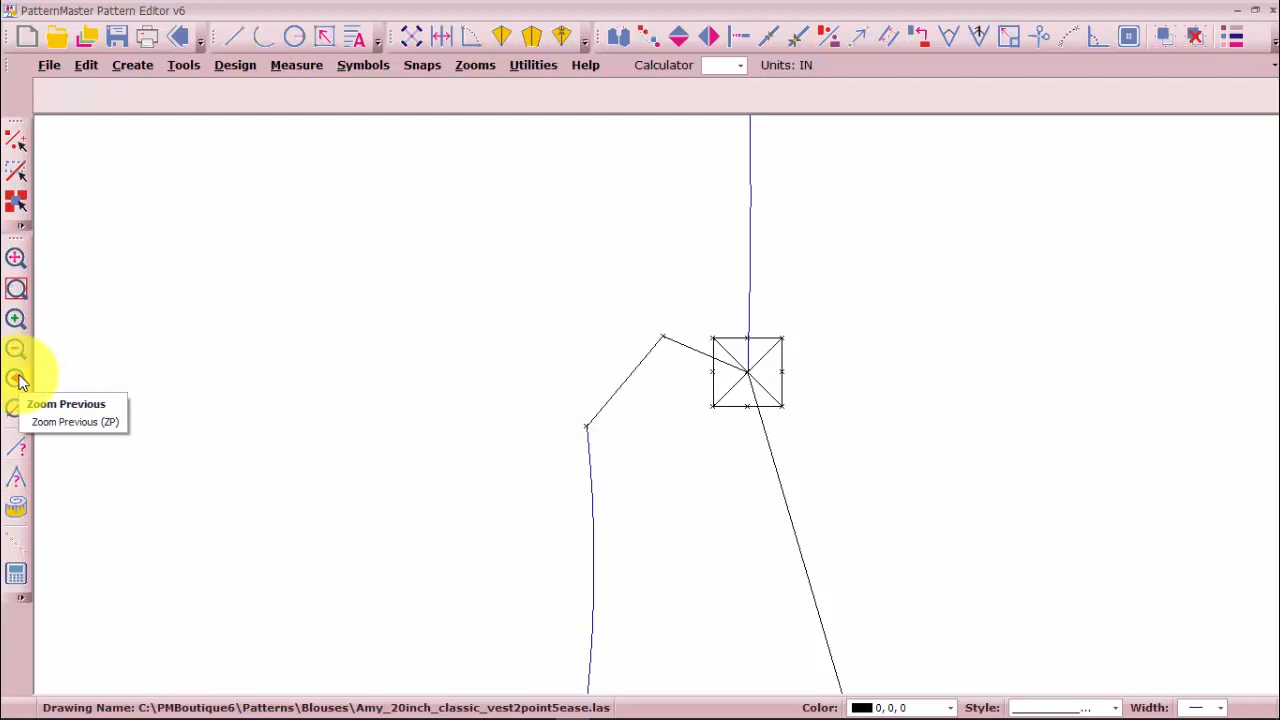 PatternMaster Pattern Editor v6
File Edit Create Tools Design Measure Symbols Snaps Zooms Utilities Help Calculator Units: IN
Zoom Previous
Zoom Previous (ZP)
Drawing Name: C:\PMBoutique6\Patterns\Blouses\Amy_20inch_classic_vest2point5ease.las Color: 0, 0, 0 Style: ... Width: